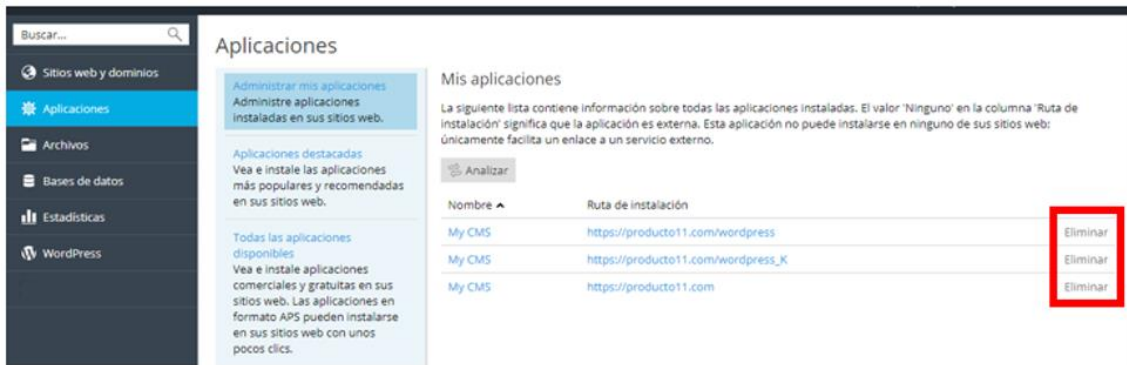 Buscar...
Sitios web y dominios
Aplicaciones
Archivos
Bases de datos
Estadísticas
WordPress
Aplicaciones
Administrar mis aplicaciones
Administre aplicaciones
instaladas en sus sitios web.
Aplicaciones destacadas
Vea e instale las aplicaciones
más populares y recomendadas
en sus sitios web.
Todas las aplicaciones
disponibles
Vea e instale aplicaciones
comerciales y gratuitas en sus
sitios web. Las aplicaciones en
formato APS pueden instalarse
en sus sitios web con unos
pocos clics.
Mis aplicaciones
La siguiente lista contiene información sobre todas las aplicaciones instaladas. El valor 'Ninguno' en la columna 'Ruta de
instalación' significa que la aplicación es externa. Esta aplicación no puede instalarse en ninguno de sus sitios web:
únicamente facilita un enlace a un servicio externo.
Analizar
Nombre Ruta de instalación
My CMS https://producto11.com/wordpress Eliminar
My CMS https://producto11.com/wordpress_K Eliminar
My CMS https://producto11.com Eliminar